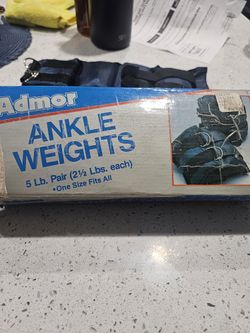 Admor
ANKLE
WEIGHTS
5 Lb. Pair (2½ Lbs. each)
•One Size Fits All